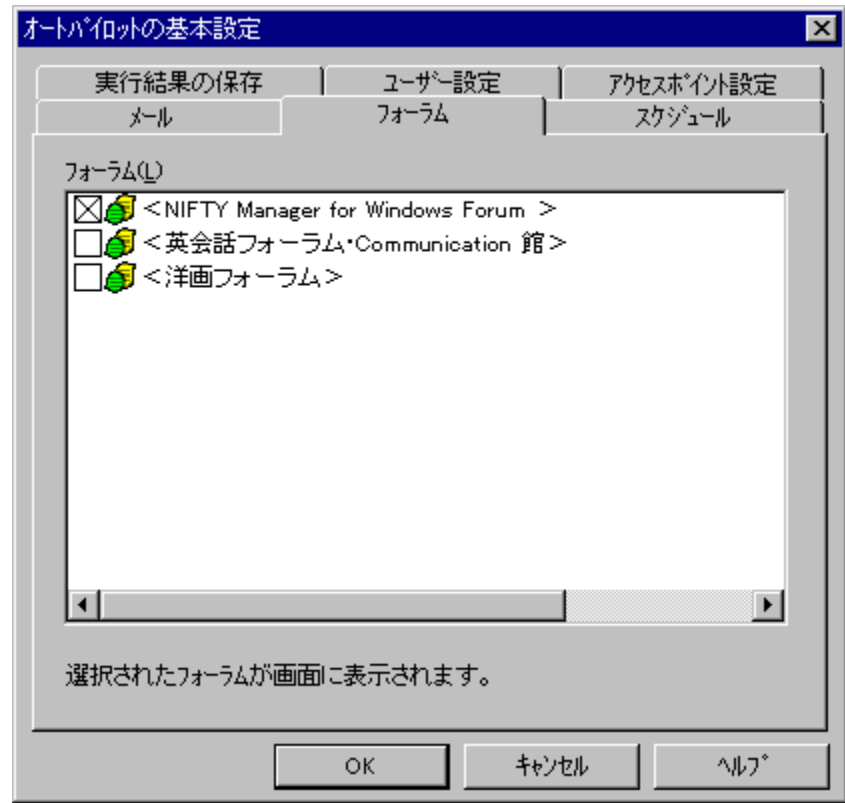 ｵｰﾄﾊﾟｲﾛｯﾄの基本設定
実行結果の保存 ﾕｰｻﾞｰ設定 ｱｸｾｽﾎﾟｲﾝﾄ設定
ﾒｰﾙ ﾌｫｰﾗﾑ ｽｹｼﾞｭｰﾙ
ﾌｫｰﾗﾑ(L)
＜NIFTY Manager for Windows Forum ＞
＜英会話フォーラム･Communication 館＞
＜洋画フォーラム＞
選択されたﾌｫｰﾗﾑが画面に表示されます。
OK ｷｬﾝｾﾙ ﾍﾙﾌﾟ